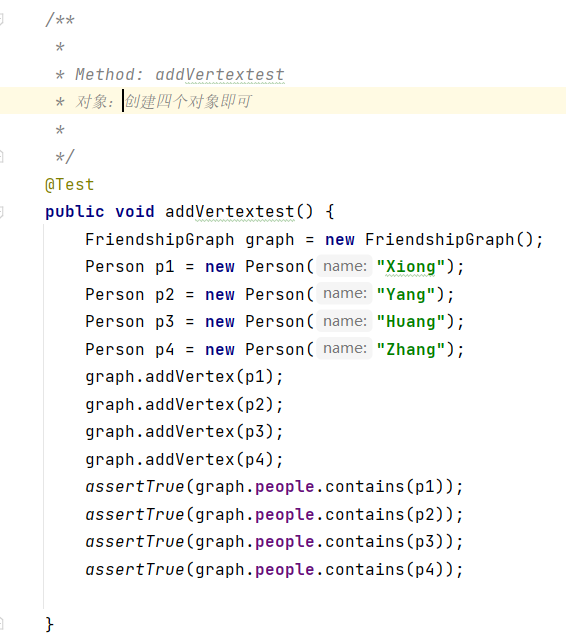 /**
*
* Method: addVertextest
* 对象：创建四个对象即可
*
*/
@Test
public void addVertextest() {
FriendshipGraph graph = new FriendshipGraph();
Person p1 = new Person( name: "Xiong");
Person p2 = new Person( name: "Yang");
Person p3 = new Person( name: "Huang");
Person p4 = new Person( name: "Zhang");
graph.addVertex(p1);
graph.addVertex(p2);
graph.addVertex(p3);
graph.addVertex(p4);
assertTrue(graph.people.contains(p1));
assertTrue(graph.people.contains(p2));
assertTrue(graph.people.contains(p3));
assertTrue(graph.people.contains(p4));
}